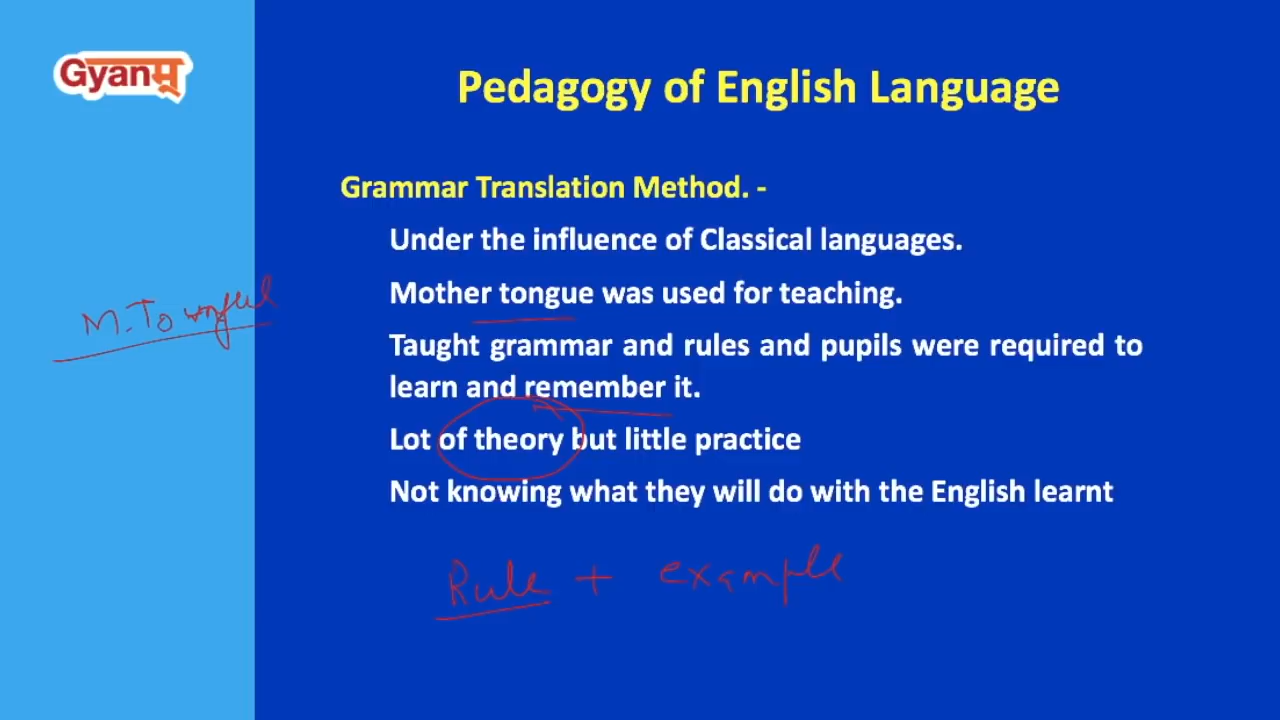 Gyanભૂ
Pedagogy of English Language
Grammar Translation Method. -
Under the influence of Classical languages.
Mother tongue was used for teaching.
M.T
Taught grammar and rules and pupils were required to
learn and remember it.
Lot of theory but little practice
Not knowing what they will do with the English learnt
Rule + example